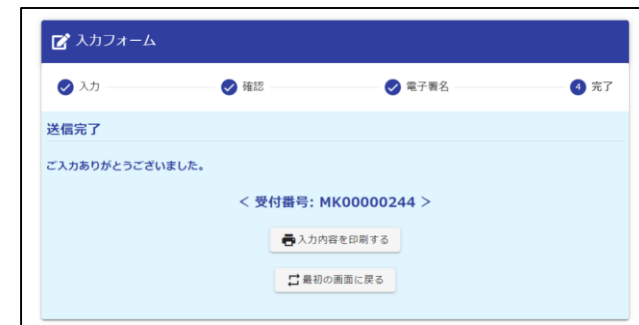 入力フォーム
入力 確認 電子署名 4 完了
送信完了
ご入力ありがとうございました。
＜ 受付番号: MK00000244 ＞
入力内容を印刷する
最初の画面に戻る